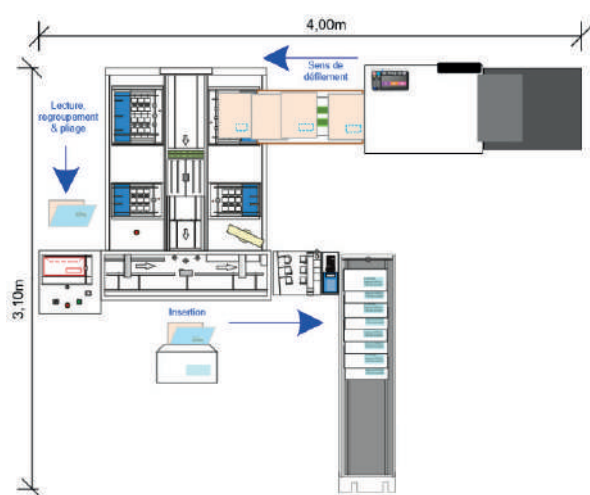 4,00m
Sens de
défilement
Lecture,
regroupement
& pliage
3,10m
Insertion